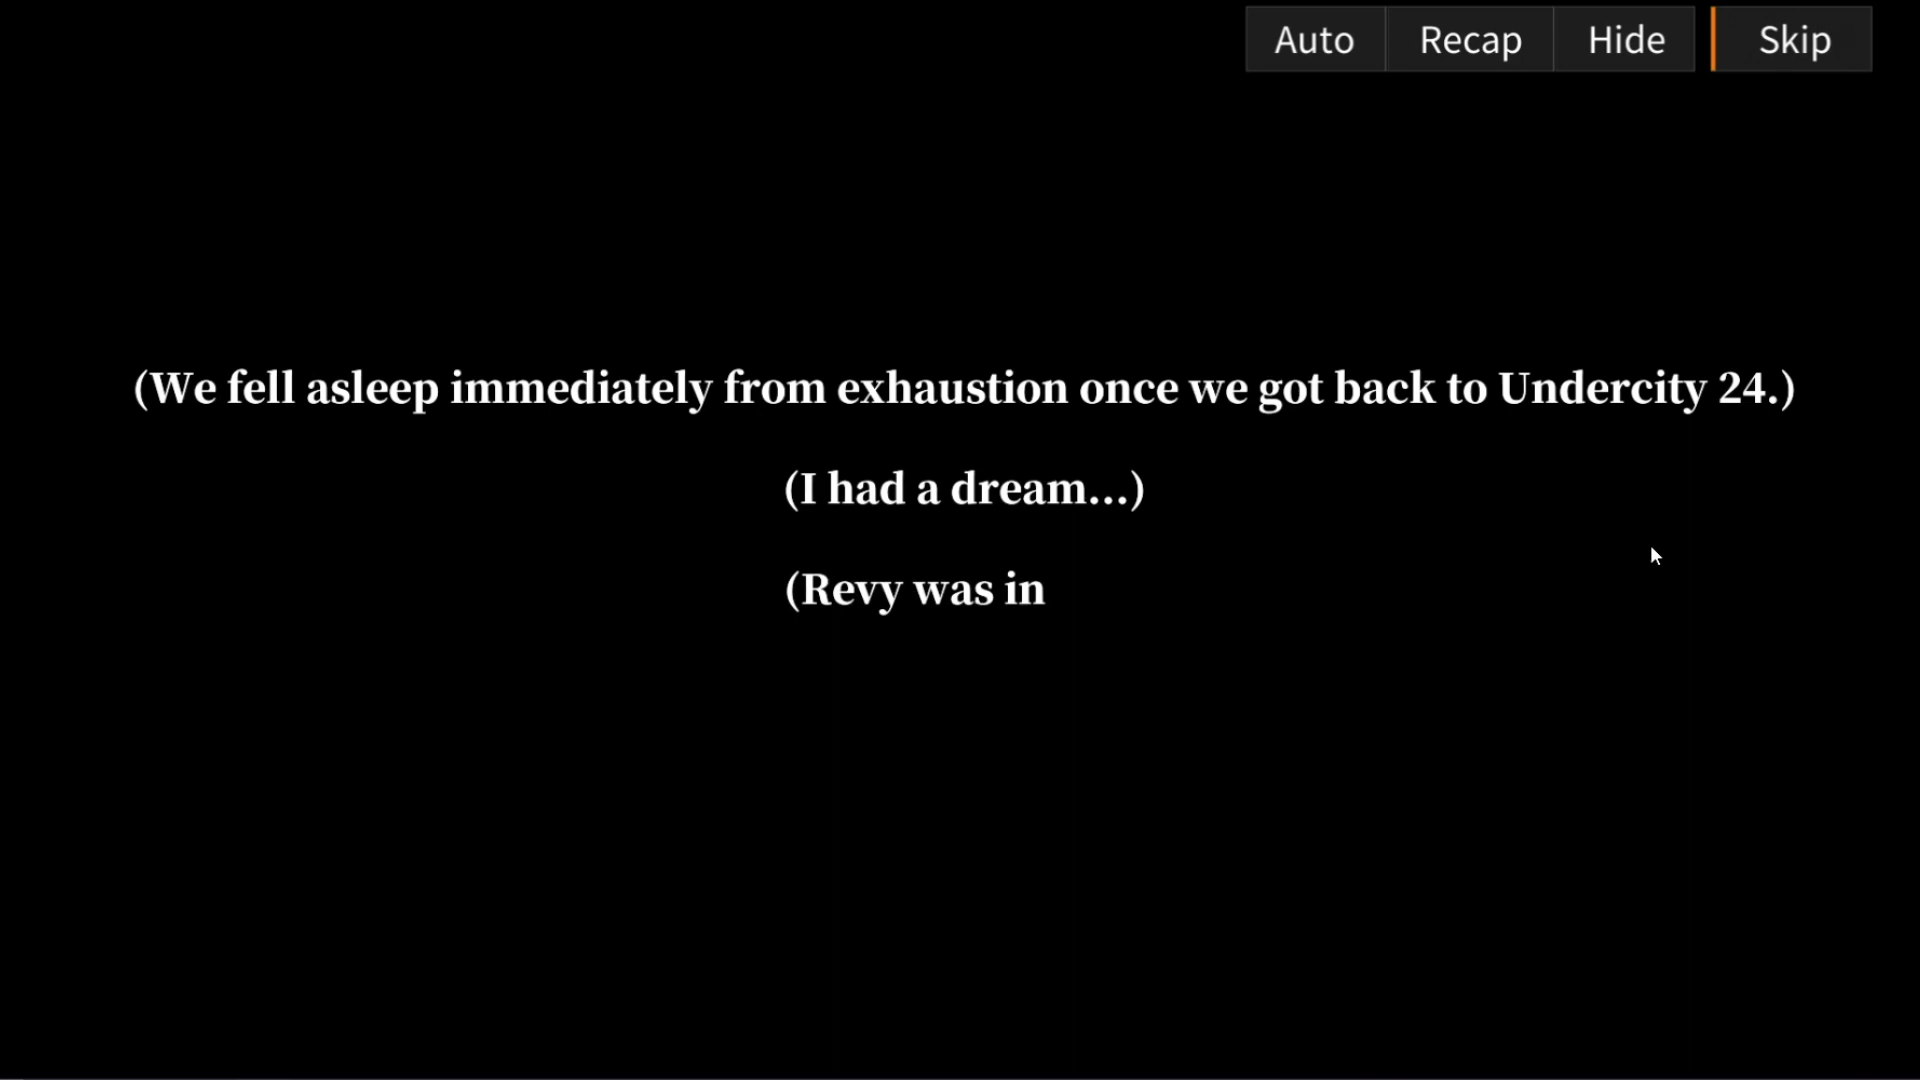 Auto Recap Hide Skip
(We fell asleep immediately from exhaustion once we got back to Undercity 24.)
(I had a dream...)
(Revy was in